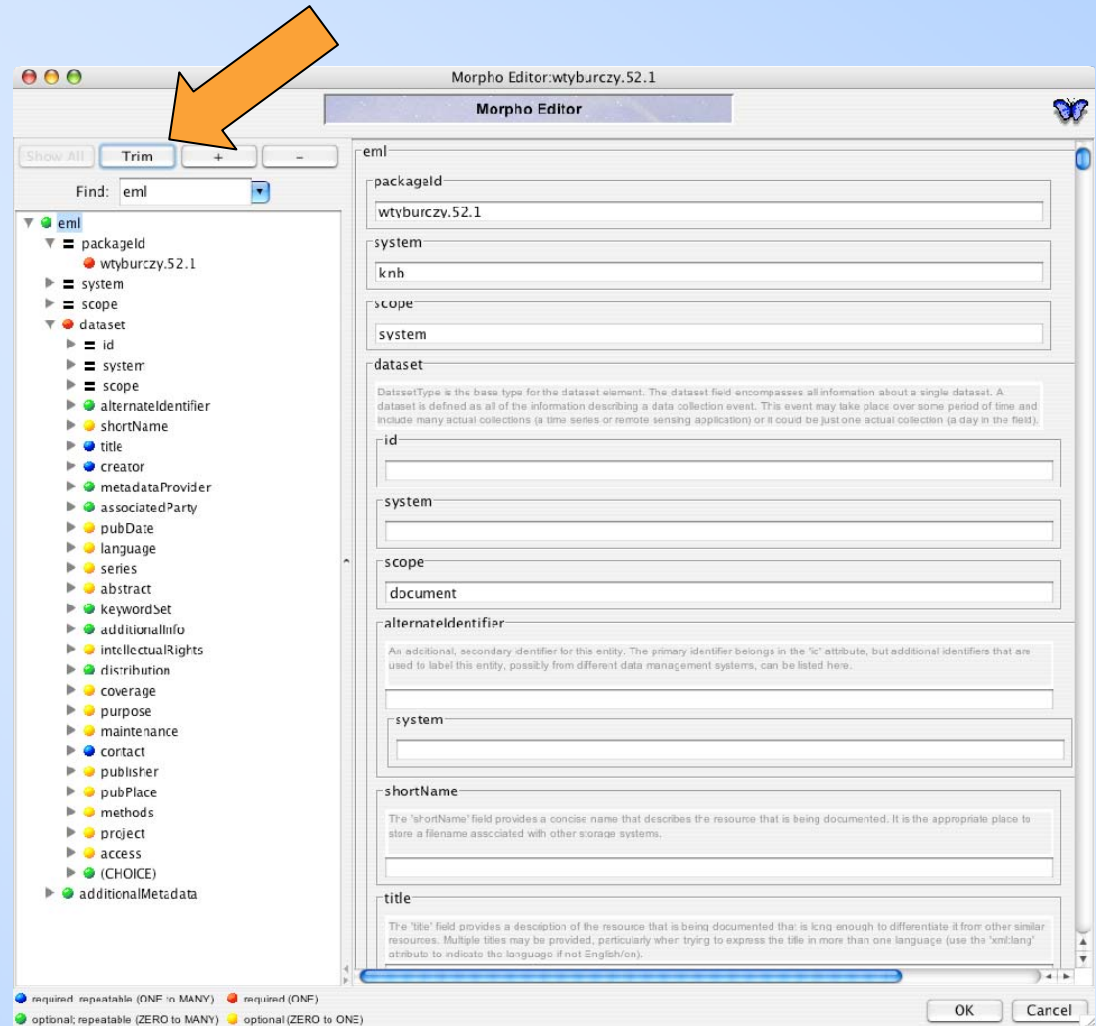 Morpho Editor:wtyburczy.52.1
Morpho Editor
Show All Trim + -
Find: eml
eml
packageId
wtyburczy.52.1
system
scope
dataset
id
system
scope
alternateIdentifier
shortName
title
creator
metadataProvider
associatedParty
pubDate
language
series
abstract
keywordSet
additionalInfo
intellectualRights
distribution
coverage
purpose
maintenance
contact
publisher
pubPlace
methods
project
access
(CHOICE)
additionalMetadata
required, repeatable (ONE to MANY) required (ONE)
optional; repeatable (ZERO to MANY) optional (ZERO to ONE)
eml
packageId
wtyburczy.52.1
system
knb
scope
system
dataset
DatasetType is the base type for the dataset element. The dataset field encompasses all information about a single dataset. A
dataset is defined as all of the information describing a data collection event. This event may take place over some period of time and
include many actual collections (a time series or remote sensing application) or it could be just one actual collection (a day in the field).
id
system
scope
document
alternateIdentifier
An additional, secondary identifier for this entity. The primary identifier belongs in the "id" attribute, but additional identifiers that are
used to label this entity, possibly from different data management systems, can be listed here.
system
shortName
The 'shortName' field provides a concise name that describes the resource that is being documented. It is the appropriate place to
store a filename associated with other storage systems.
title
The 'title' field provides a description of the resource that is being documented that is long enough to differentiate it from other similar
resources. Multiple titles may be provided, particularly when trying to express the title in more than one language (use the 'xml:lang'
attribute to indicate the language if not English/en).
OK Cancel